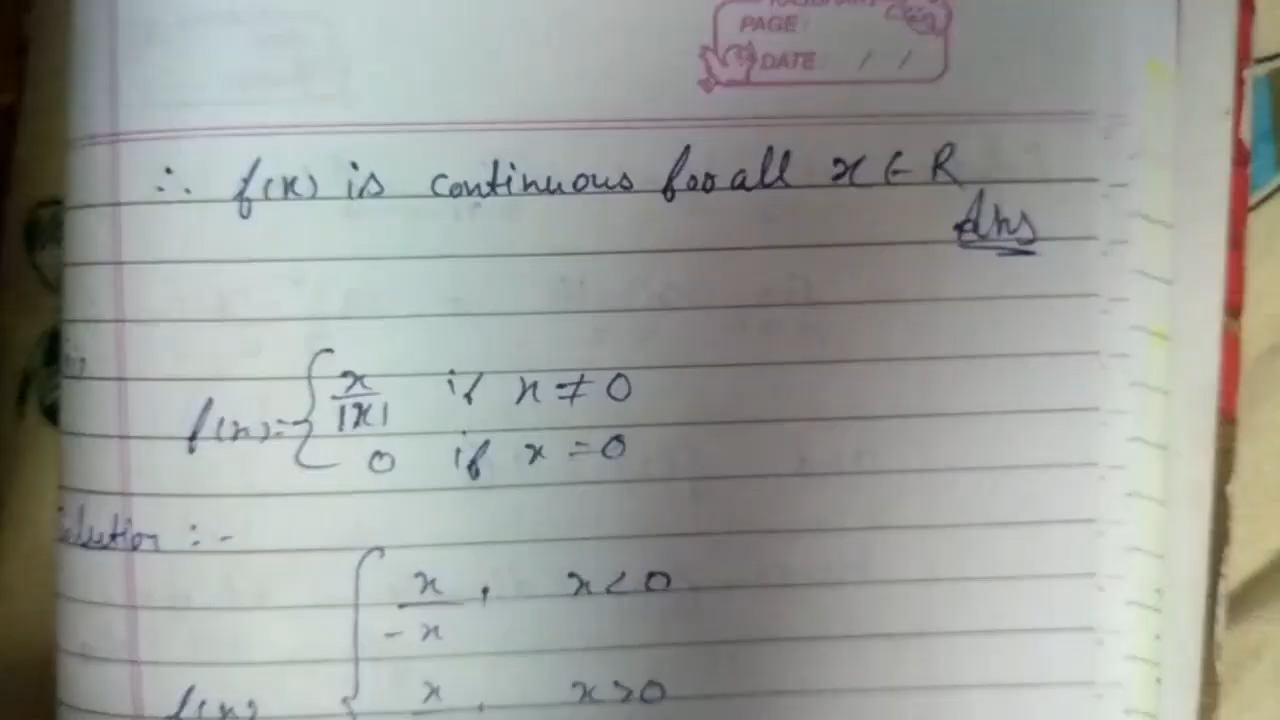 PAGE:
DATE / /
∴ f(x) is continuous for all x ∈ R
Ans
f(x) = { x/|x| if x ≠ 0
0 if x = 0
Solution :-
x/-x , x < 0
f(x) { x , x > 0